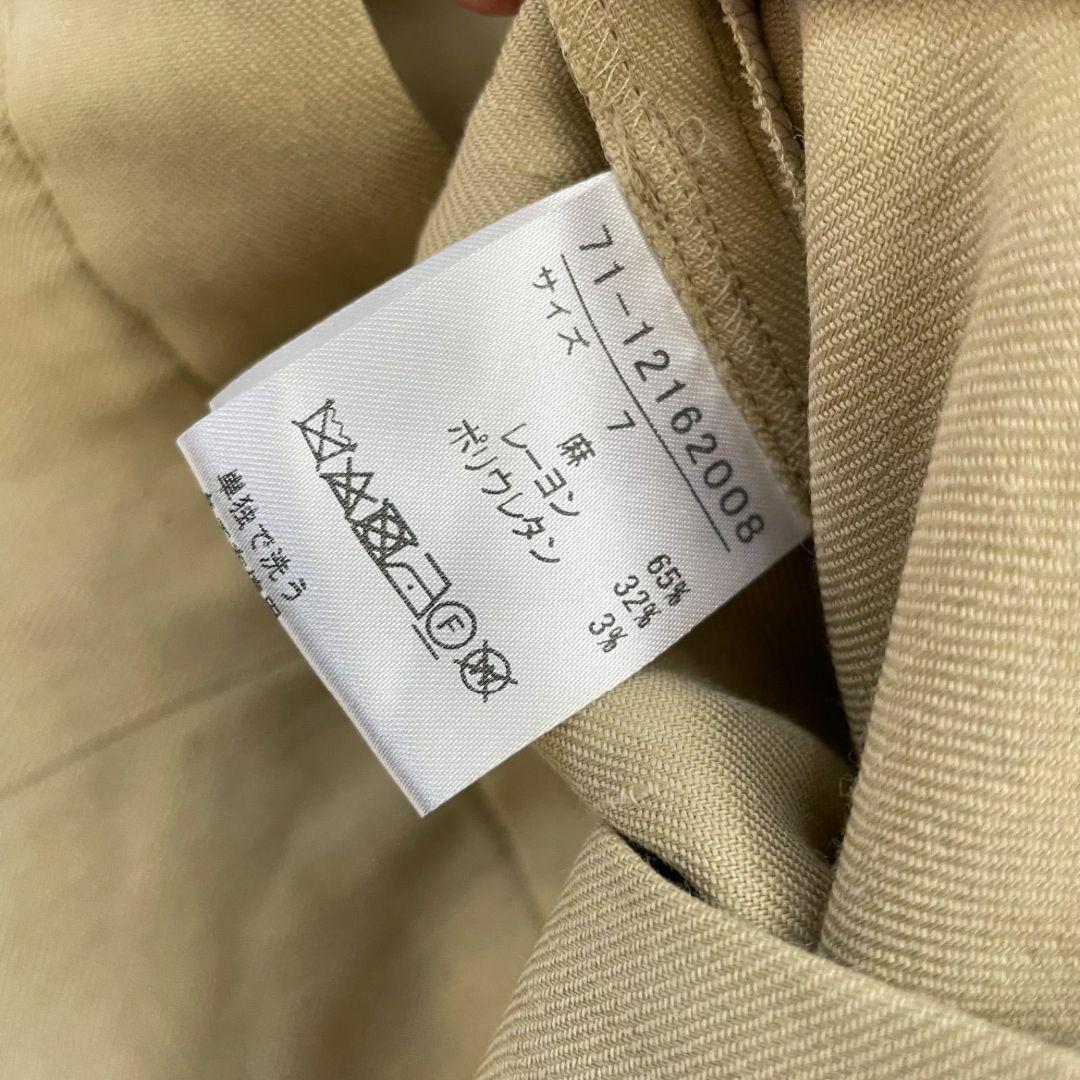 71-12162008
サイズ 7
麻 65%
レーヨン 32%
ポリウレタン 3%
F
W
単独で洗う